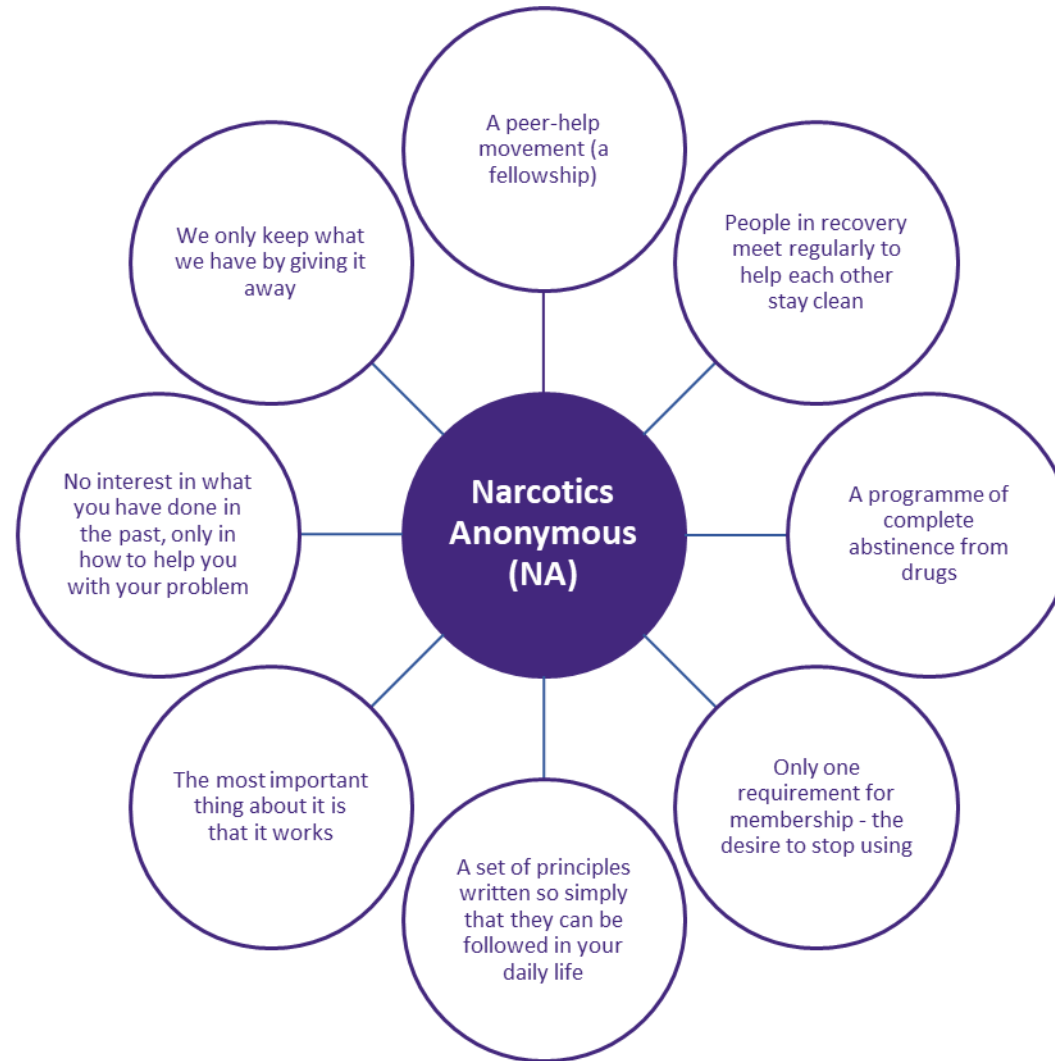 A peer-help
movement (a
fellowship)
People in recovery
meet regularly to
help each other
stay clean
A programme of
complete
abstinence from
drugs
Only one
requirement for
membership - the
desire to stop using
A set of principles
written so simply
that they can be
followed in your
daily life
The most important
thing about it is
that it works
No interest in what
you have done in
the past, only in
how to help you
with your problem
We only keep what
we have by giving it
away
Narcotics
Anonymous
(NA)